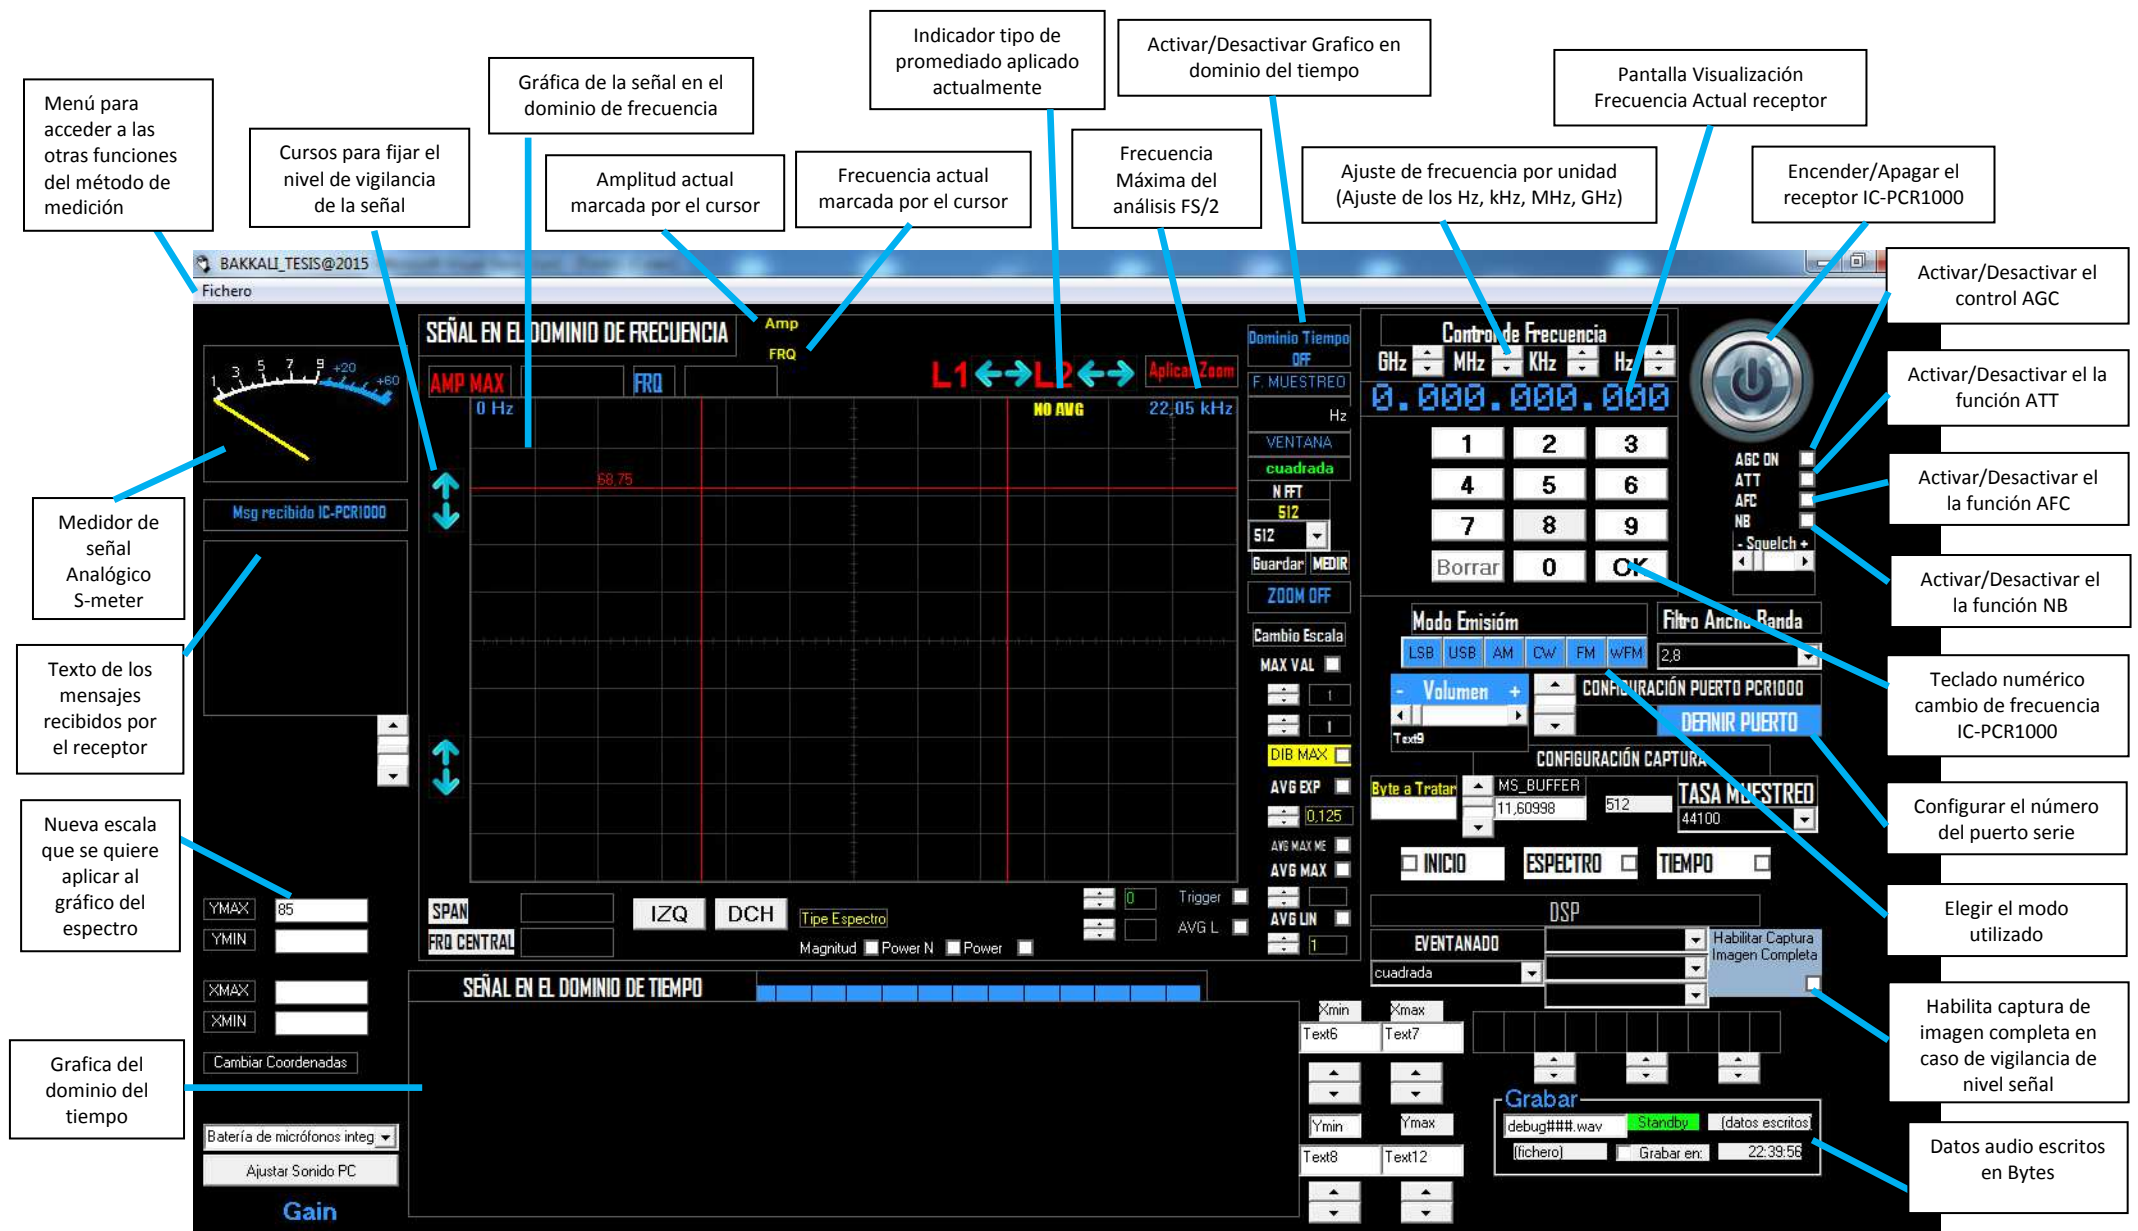 Indicador tipo de
promediado aplicado
actualmente
Activar/Desactivar Grafico en
dominio del tiempo
Gráfica de la señal en el
dominio de frecuencia
Pantalla Visualización
Frecuencia Actual receptor
Menú para
acceder a las
otras funciones
del método de
medición
Cursos para fijar el
nivel de vigilancia
de la señal
Amplitud actual
marcada por el cursor
Frecuencia actual
marcada por el cursor
Frecuencia
Máxima del
análisis FS/2
Ajuste de frecuencia por unidad
(Ajuste de los Hz, kHz, MHz, GHz)
Encender/Apagar el
receptor IC-PCR1000
BAKKALI_TESIS@2015
Fichero
Activar/Desactivar el
control AGC
Activar/Desactivar el la
función ATT
Activar/Desactivar el
la función AFC
Activar/Desactivar el
la función NB
Teclado numérico
cambio de frecuencia
IC-PCR1000
Configurar el número
del puerto serie
Elegir el modo
utilizado
Habilita captura de
imagen completa en
caso de vigilancia de
nivel señal
Datos audio escritos
en Bytes
Medidor de
señal
Analógico
S-meter
Texto de los
mensajes
recibidos por
el receptor
Nueva escala
que se quiere
aplicar al
gráfico del
espectro
Grafica del
dominio del
tiempo
1 3 5 7 9 +20 +60
Msg recibido IC-PCR1000
YMAX 85
YMIN
XMAX
XMIN
Cambiar Coordenadas
Batería de micrófonos integ
Ajustar Sonido PC
Gain
SEÑAL EN EL DOMINIO DE FRECUENCIA
Amp
FRQ
AMP MAX FRQ
L1 L2 Aplicar Zoom
0 Hz NO AVG 22,05 kHz
68,75
SPAN
FRQ CENTRAL
IZQ DCH
Tipe Espectro
Magnitud Power N Power
0 Trigger
AVG L
Dominio Tiempo
OFF
F. MUESTREO
Hz
VENTANA
cuadrada
N FFT
512
512
Guardar MEDIR
ZOOM OFF
Cambio Escala
MAX VAL
1
1
DIB MAX
AVG EXP
0,125
AVG MAX ME
AVG MAX
AVG LIN
1
Control de Frecuencia
GHz MHz KHz Hz
0.000.000.000
1 2 3
4 5 6
7 8 9
Borrar 0 OK
AGC ON
ATT
AFC
NB
- Squelch +
Modo Emisióm
LSB USB AM CW FM WFM
Filtro Ancho Banda
2,8
- Volumen +
Text9
CONFIGURACIÓN PUERTO PCR1000
DEFINIR PUERTO
CONFIGURACIÓN CAPTURA
Byte a Tratar
MS_BUFFER
11,60998
512
TASA MUESTREO
44100
INICIO ESPECTRO TIEMPO
DSP
EVENTANADO
cuadrada
Habilitar Captura
Imagen Completa
SEÑAL EN EL DOMINIO DE TIEMPO
Xmin Xmax
Text6 Text7
Ymin Ymax
Text8 Text12
Grabar
debug###.wav Standby (datos escritos)
(fichero) Grabar en: 22:39:56